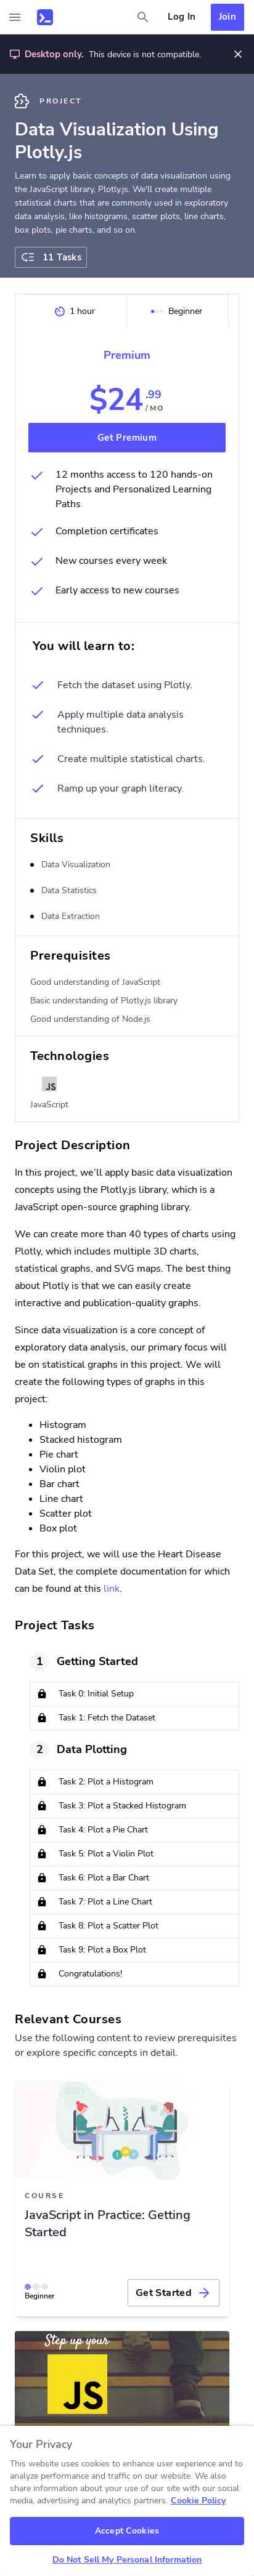 Log In
Join
Desktop only. This device is not compatible.
PROJECT
Data Visualization Using
Plotly.js
Learn to apply basic concepts of data visualization using
the JavaScript library, Plotly.js. We'll create multiple
statistical charts that are commonly used in exploratory
data analysis, like histograms, scatter plots, line charts,
box plots, pie charts, and so on.
11 Tasks
1 hour
Beginner
Premium
$24.99
/MO
Get Premium
12 months access to 120 hands-on
Projects and Personalized Learning
Paths
Completion certificates
New courses every week
Early access to new courses
You will learn to:
Fetch the dataset using Plotly.
Apply multiple data analysis
techniques.
Create multiple statistical charts.
Ramp up your graph literacy.
Skills
Data Visualization
Data Statistics
Data Extraction
Prerequisites
Good understanding of JavaScript
Basic understanding of Plotly.js library
Good understanding of Node.js
Technologies
JS
JavaScript
Project Description
In this project, we’ll apply basic data visualization
concepts using the Plotly.js library, which is a
JavaScript open-source graphing library.
We can create more than 40 types of charts using
Plotly, which includes multiple 3D charts,
statistical graphs, and SVG maps. The best thing
about Plotly is that we can easily create
interactive and publication-quality graphs.
Since data visualization is a core concept of
exploratory data analysis, our primary focus will
be on statistical graphs in this project. We will
create the following types of graphs in this
project:
Histogram
Stacked histogram
Pie chart
Violin plot
Bar chart
Line chart
Scatter plot
Box plot
For this project, we will use the Heart Disease
Data Set, the complete documentation for which
can be found at this link.
Project Tasks
1 Getting Started
Task 0: Initial Setup
Task 1: Fetch the Dataset
2 Data Plotting
Task 2: Plot a Histogram
Task 3: Plot a Stacked Histogram
Task 4: Plot a Pie Chart
Task 5: Plot a Violin Plot
Task 6: Plot a Bar Chart
Task 7: Plot a Line Chart
Task 8: Plot a Scatter Plot
Task 9: Plot a Box Plot
Congratulations!
Relevant Courses
Use the following content to review prerequisites
or explore specific concepts in detail.
COURSE
JavaScript in Practice: Getting
Started
Beginner
Get Started
Step up your
JS
Your Privacy
This website uses cookies to enhance user experience and to
analyze performance and traffic on our website. We also
share information about your use of our site with our social
media, advertising and analytics partners. Cookie Policy
Accept Cookies
Do Not Sell My Personal Information